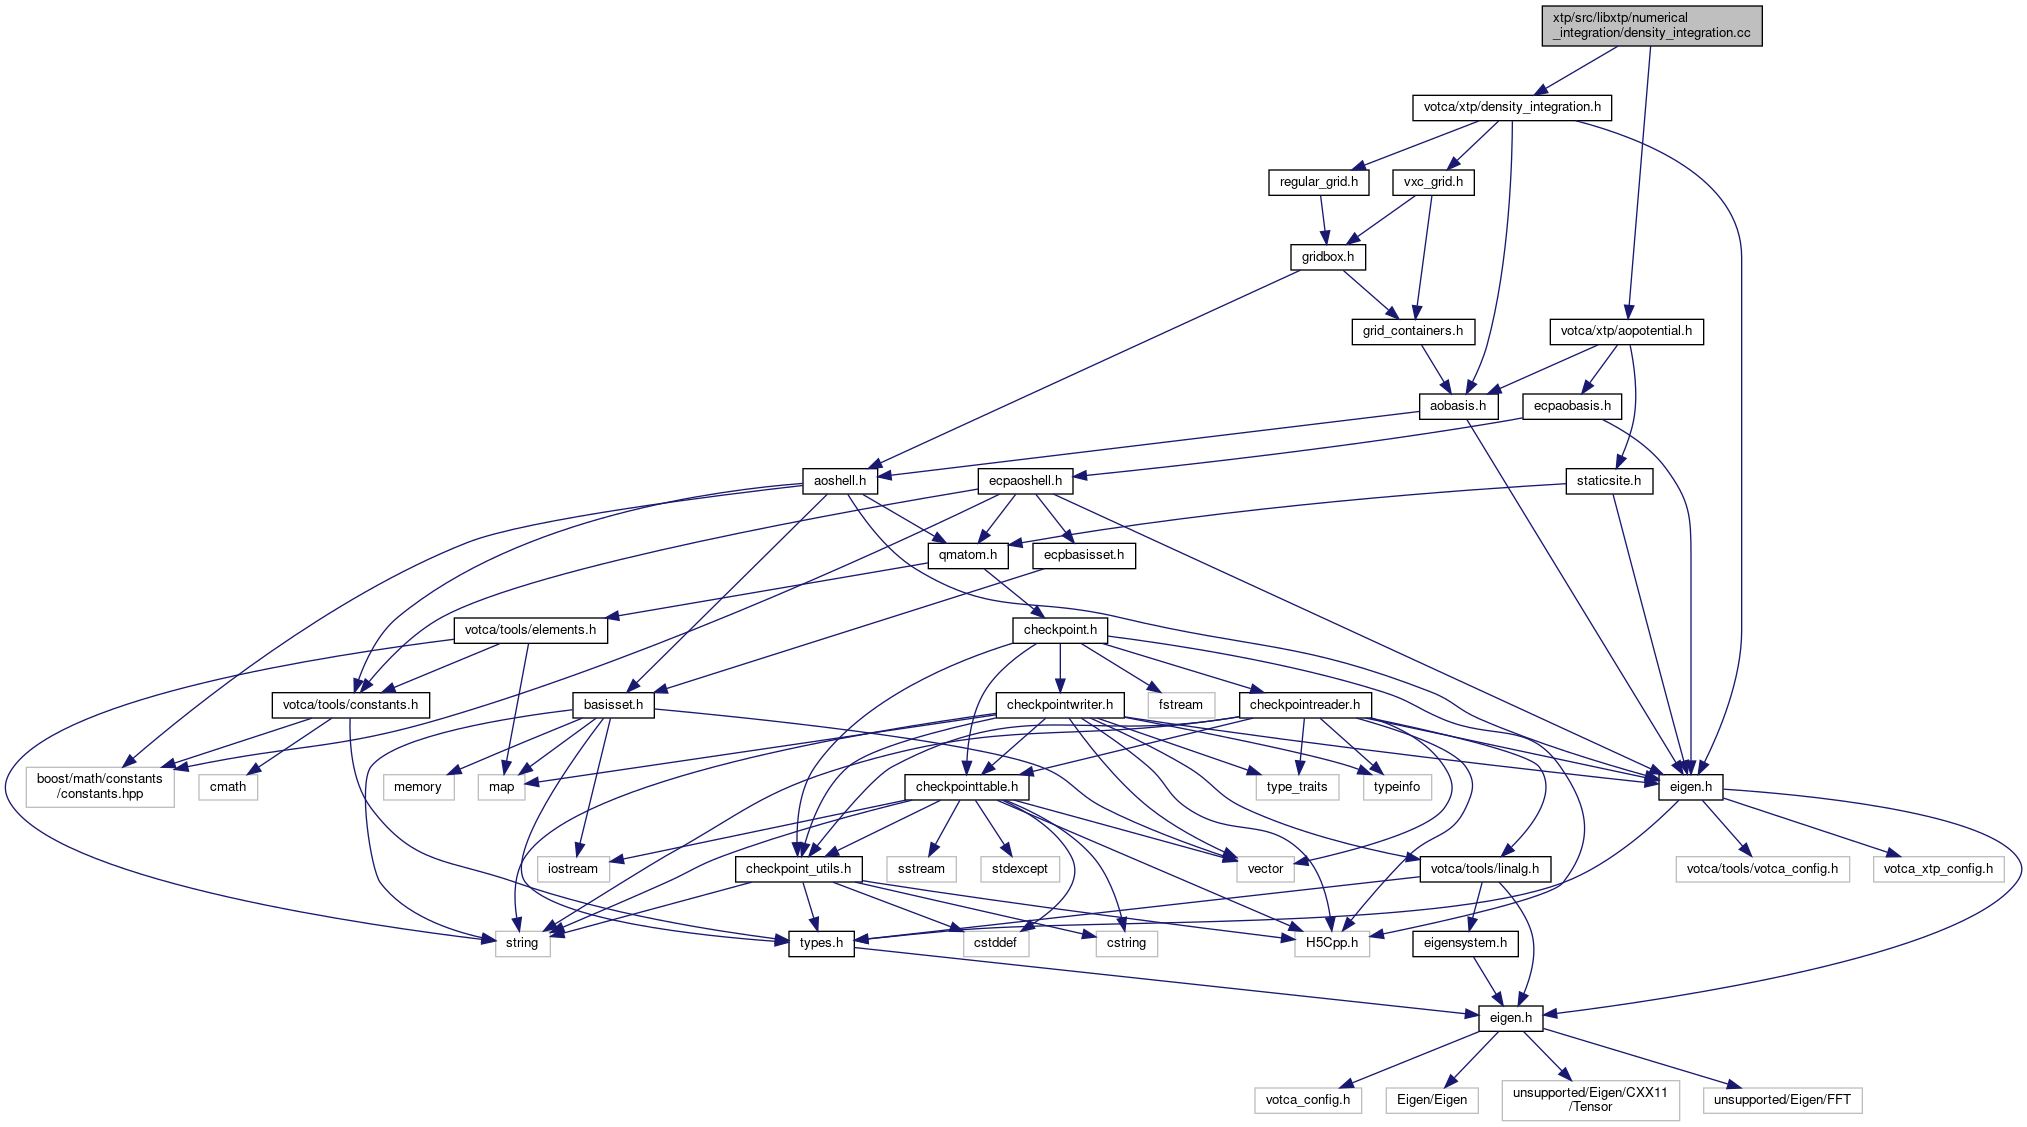 xtp/src/libxtp/numerical
_integration/density_integration.cc
votca/xtp/density_integration.h
regular_grid.h
vxc_grid.h
gridbox.h
grid_containers.h
votca/xtp/aopotential.h
aobasis.h
ecpaobasis.h
aoshell.h
ecpaoshell.h
staticsite.h
qmatom.h
ecpbasisset.h
votca/tools/elements.h
checkpoint.h
votca/tools/constants.h
basisset.h
checkpointwriter.h
fstream
checkpointreader.h
boost/math/constants
/constants.hpp
cmath
memory
map
checkpointtable.h
type_traits
typeinfo
eigen.h
iostream
checkpoint_utils.h
sstream
stdexcept
vector
votca/tools/linalg.h
votca/tools/votca_config.h
votca_xtp_config.h
string
types.h
cstddef
cstring
H5Cpp.h
eigensystem.h
eigen.h
votca_config.h
Eigen/Eigen
unsupported/Eigen/CXX11
/Tensor
unsupported/Eigen/FFT